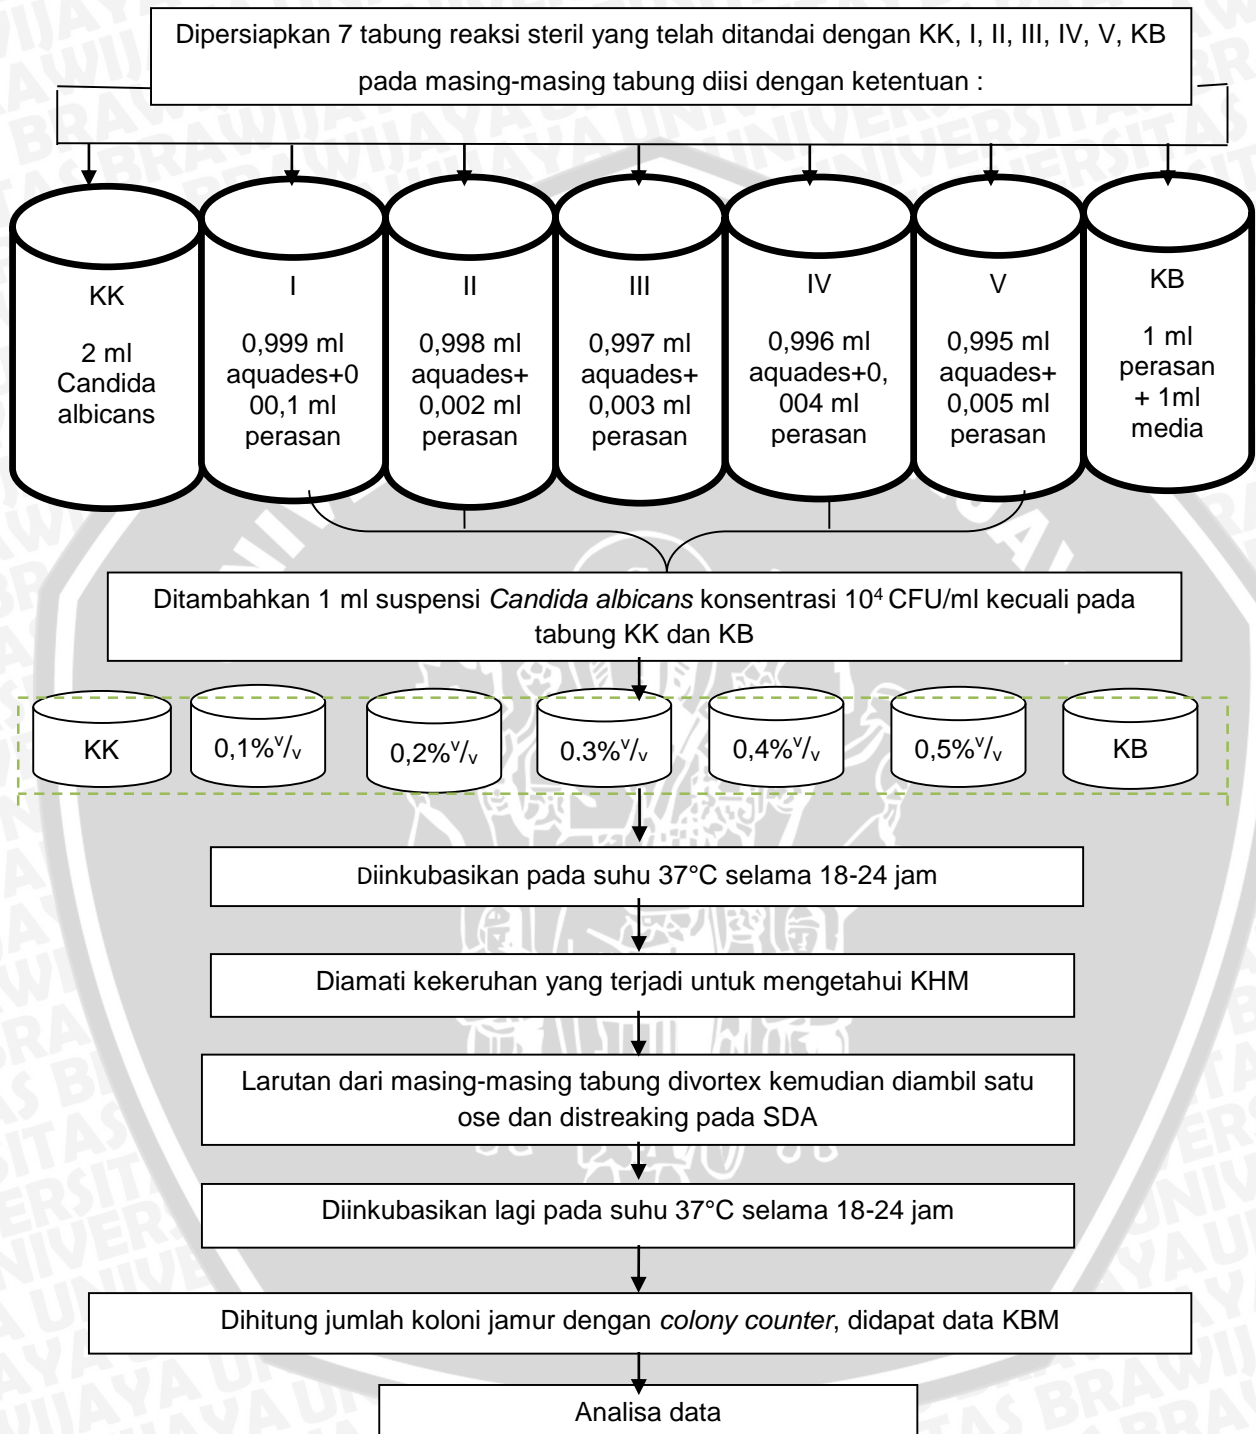 Dipersiapkan 7 tabung reaksi steril yang telah ditandai dengan KK, I, II, III, IV, V, KB
pada masing-masing tabung diisi dengan ketentuan :
KK
2 ml
Candida
albicans
I
0,999 ml
aquades+0
00,1 ml
perasan
II
0,998 ml
aquades+
0,002 ml
perasan
III
0,997 ml
aquades+
0,003 ml
perasan
IV
0,996 ml
aquades+0,
004 ml
perasan
V
0,995 ml
aquades+
0,005 ml
perasan
KB
1 ml
perasan
+ 1ml
media
Ditambahkan 1 ml suspensi Candida albicans konsentrasi 10⁴ CFU/ml kecuali pada
tabung KK dan KB
KK
0,1%ᵛ/ᵥ
0,2%ᵛ/ᵥ
0.3%ᵛ/ᵥ
0,4%ᵛ/ᵥ
0,5%ᵛ/ᵥ
KB
Diinkubasikan pada suhu 37°C selama 18-24 jam
Diamati kekeruhan yang terjadi untuk mengetahui KHM
Larutan dari masing-masing tabung divortex kemudian diambil satu
ose dan distreaking pada SDA
Diinkubasikan lagi pada suhu 37°C selama 18-24 jam
Dihitung jumlah koloni jamur dengan colony counter, didapat data KBM
Analisa data